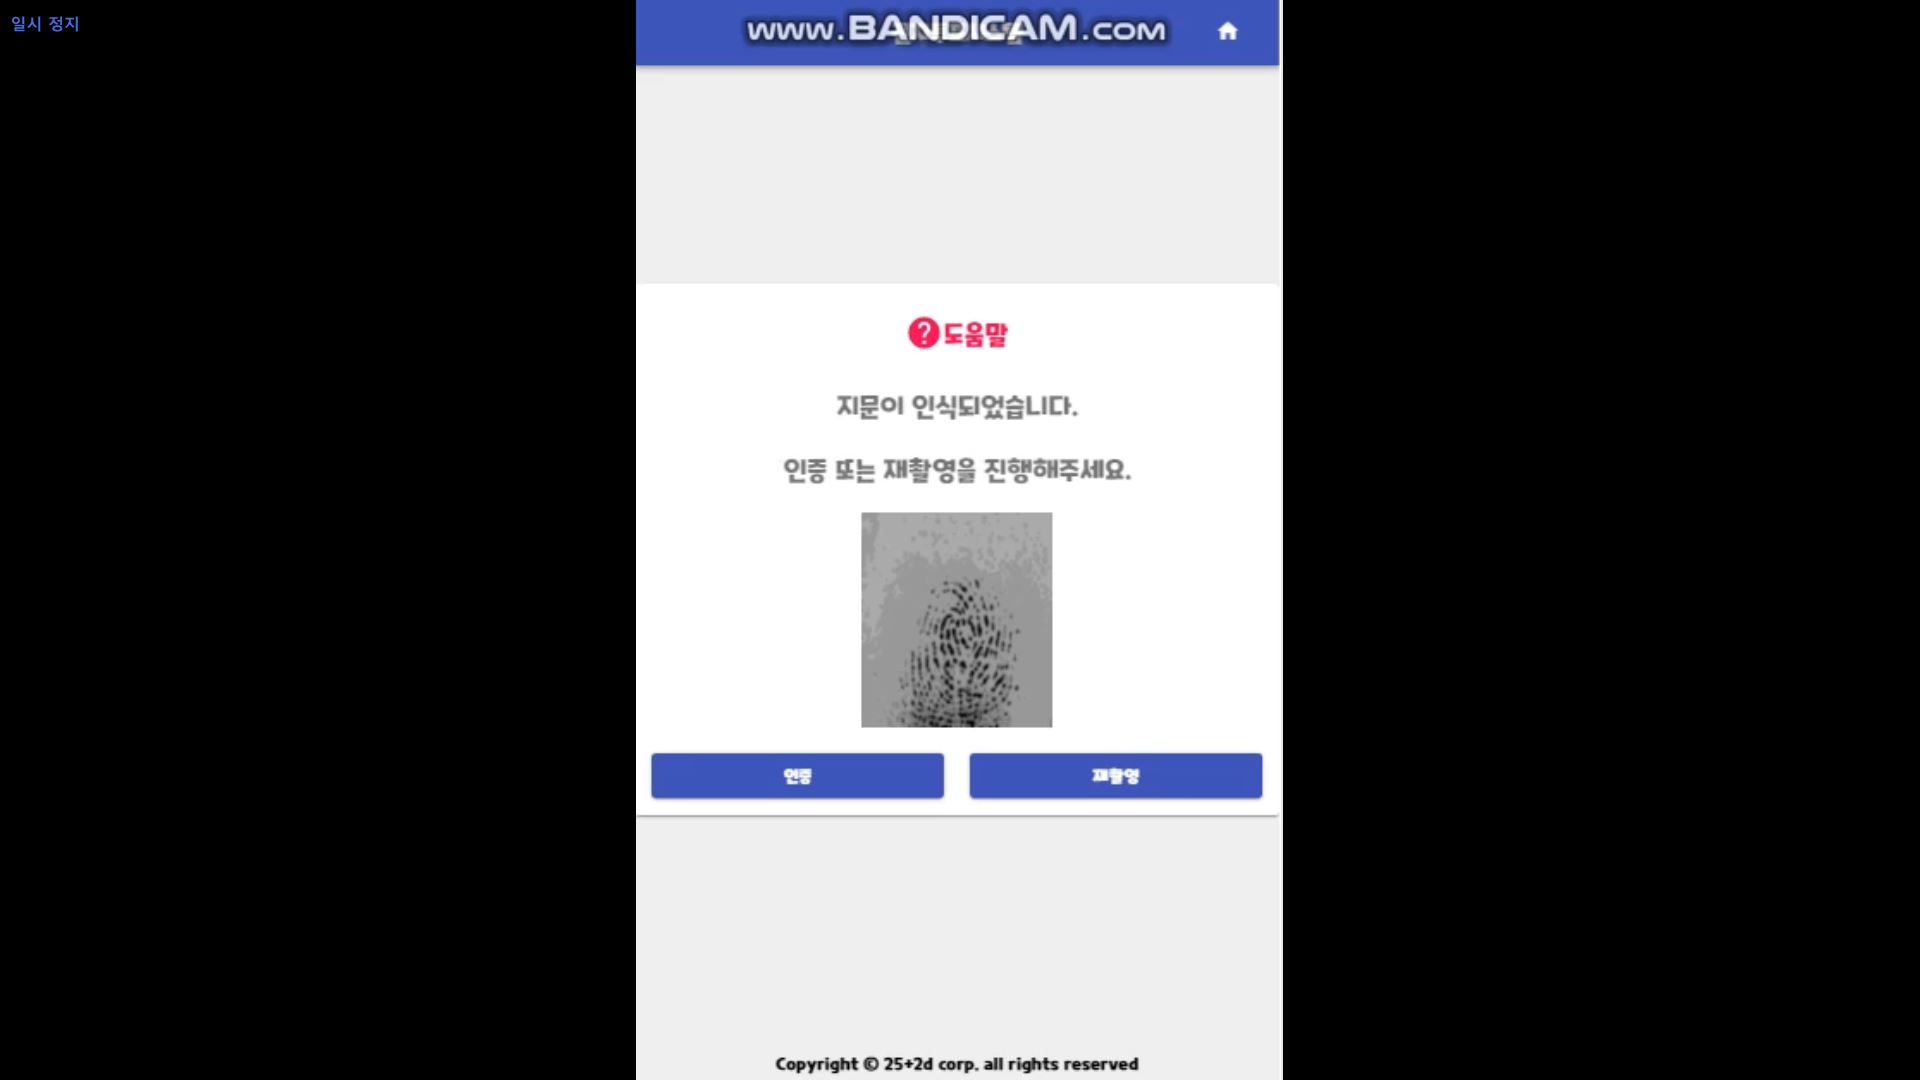 일시 정지
www.BANDICAM.com
도움말
지문이 인식되었습니다.
인증 또는 재촬영을 진행해주세요.
인증
재촬영
Copyright © 25+2d corp. all rights reserved